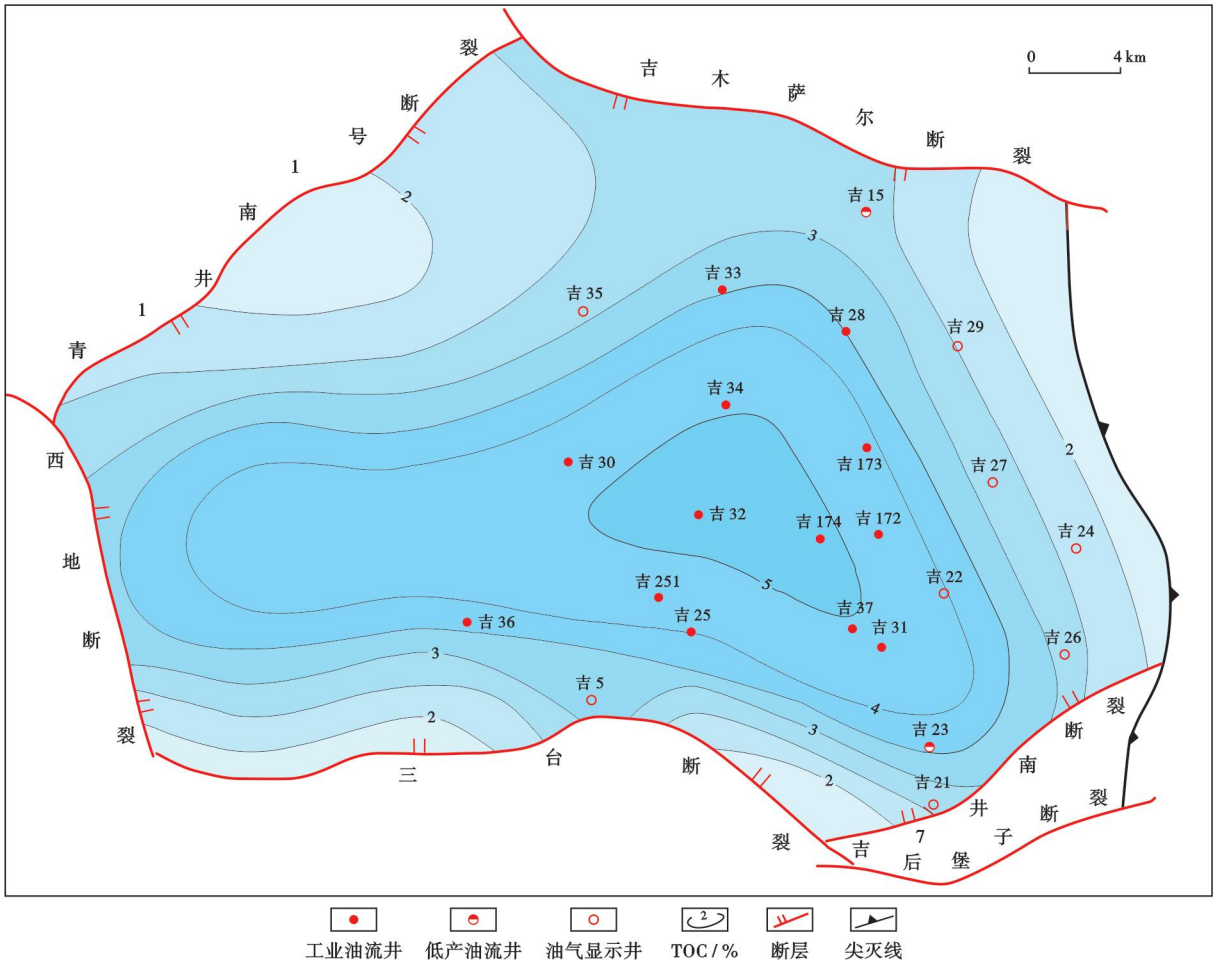 0 4 km
吉木萨尔断裂
青1井南1号断裂
西地断裂
三台断裂
吉7井南断裂
后堡子断裂
吉 15
吉 33
吉 35
吉 28
吉 29
吉 34
吉 30
吉 173
吉 27
吉 32
吉 174
吉 172
吉 24
吉 22
吉 251
吉 25
吉 37
吉 31
吉 36
吉 26
吉 5
吉 23
吉 21
2
3
2
5
3
4
2
3
2
2
工业油流井
低产油流井
油气显示井
TOC / %
断层
尖灭线